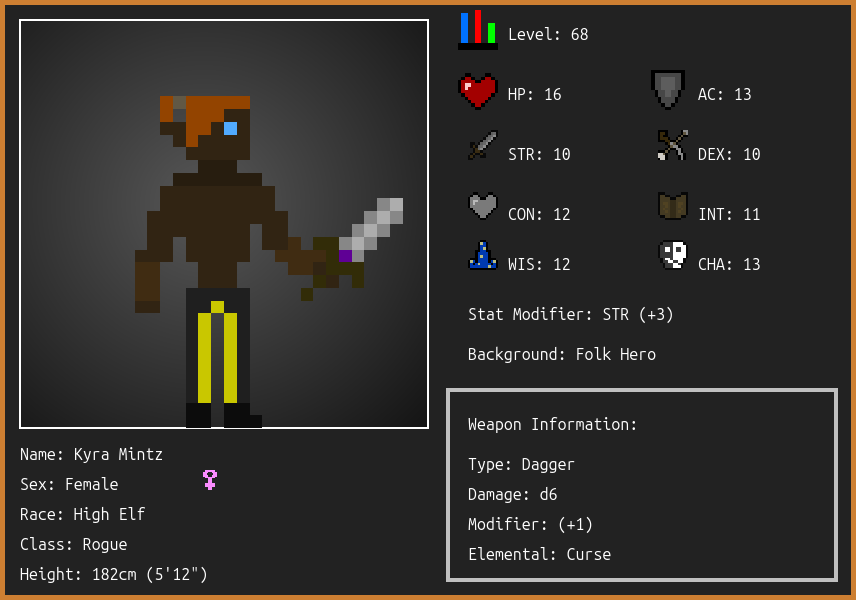 Level: 68
HP: 16
AC: 13
STR: 10
DEX: 10
CON: 12
INT: 11
WIS: 12
CHA: 13
Stat Modifier: STR (+3)
Background: Folk Hero
Weapon Information:
Type: Dagger
Damage: d6
Modifier: (+1)
Elemental: Curse
Name: Kyra Mintz
Sex: Female
Race: High Elf
Class: Rogue
Height: 182cm (5'12")